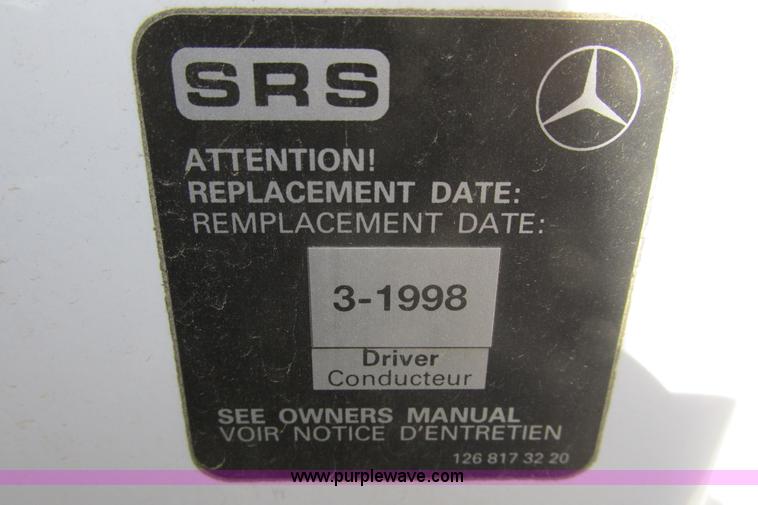 SRS
ATTENTION!
REPLACEMENT DATE:
REMPLACEMENT DATE:
3-1998
Driver
Conducteur
SEE OWNERS MANUAL
VOIR NOTICE D'ENTRETIEN
126 817 32 20
www.purplewave.com